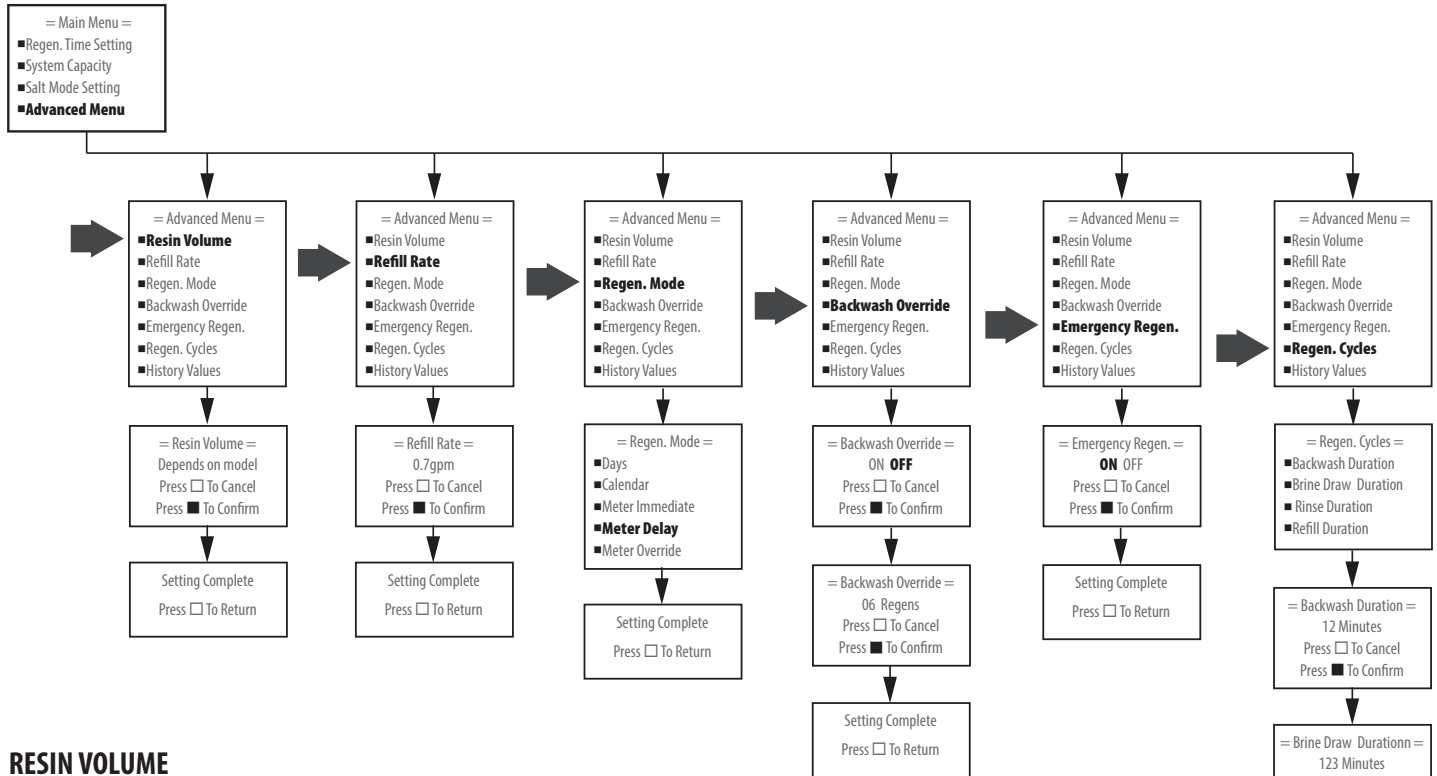 = Main Menu =
■Regen. Time Setting
■System Capacity
■Salt Mode Setting
■Advanced Menu
= Advanced Menu =
■Resin Volume
■Refill Rate
■Regen. Mode
■Backwash Override
■Emergency Regen.
■Regen. Cycles
■History Values
= Resin Volume =
Depends on model
Press □ To Cancel
Press ■ To Confirm
Setting Complete
Press □ To Return
= Advanced Menu =
■Resin Volume
■Refill Rate
■Regen. Mode
■Backwash Override
■Emergency Regen.
■Regen. Cycles
■History Values
= Refill Rate =
0.7gpm
Press □ To Cancel
Press ■ To Confirm
Setting Complete
Press □ To Return
= Advanced Menu =
■Resin Volume
■Refill Rate
■Regen. Mode
■Backwash Override
■Emergency Regen.
■Regen. Cycles
■History Values
= Regen. Mode =
■Days
■Calendar
■Meter Immediate
■Meter Delay
■Meter Override
Setting Complete
Press □ To Return
= Advanced Menu =
■Resin Volume
■Refill Rate
■Regen. Mode
■Backwash Override
■Emergency Regen.
■Regen. Cycles
■History Values
= Backwash Override =
ON OFF
Press □ To Cancel
Press ■ To Confirm
= Backwash Override =
06 Regens
Press □ To Cancel
Press ■ To Confirm
Setting Complete
Press □ To Return
= Advanced Menu =
■Resin Volume
■Refill Rate
■Regen. Mode
■Backwash Override
■Emergency Regen.
■Regen. Cycles
■History Values
= Emergency Regen. =
ON OFF
Press □ To Cancel
Press ■ To Confirm
Setting Complete
Press □ To Return
= Advanced Menu =
■Resin Volume
■Refill Rate
■Regen. Mode
■Backwash Override
■Emergency Regen.
■Regen. Cycles
■History Values
= Regen. Cycles =
■Backwash Duration
■Brine Draw Duration
■ Rinse Duration
■Refill Duration
= Backwash Duration =
12 Minutes
Press □ To Cancel
Press ■ To Confirm
= Brine Draw Durationn =
123 Minutes
RESIN VOLUME